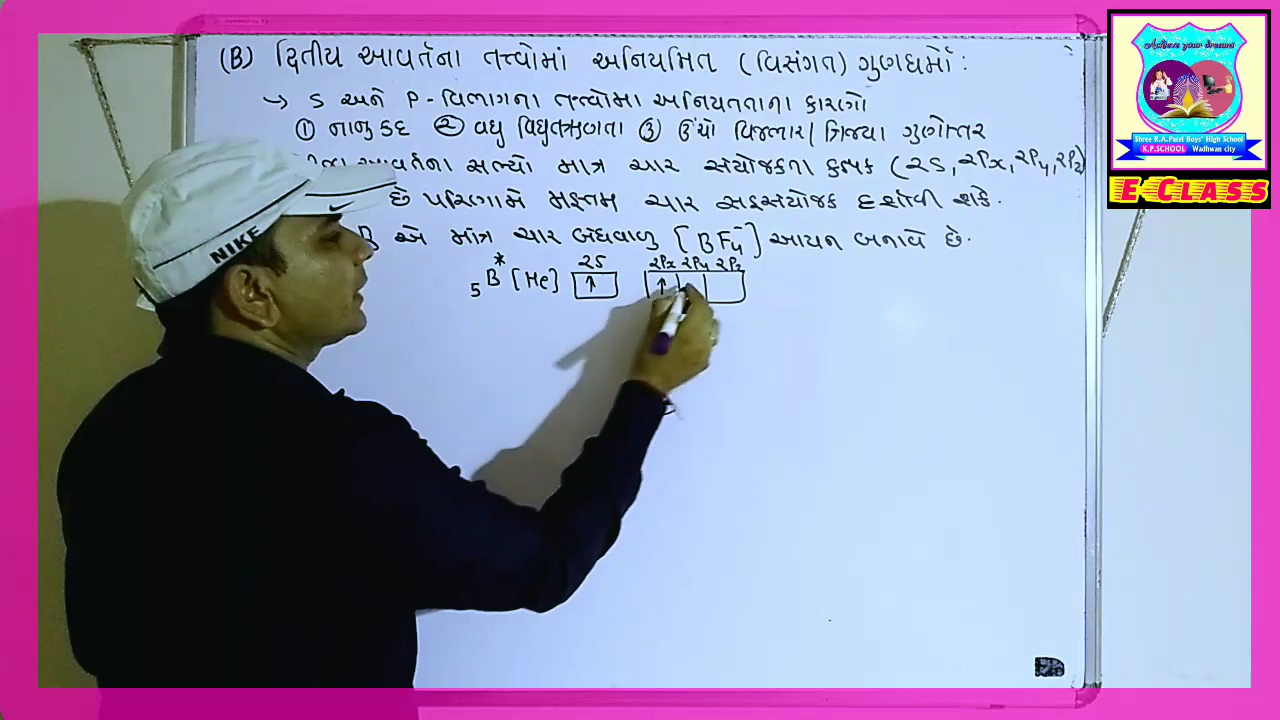 (B) દ્વિતીય આવર્તના તત્ત્વોમાં અનિયમિત (વિસંગત) ગુણધર્મો :
→ S અને P - વિભાગના તત્ત્વોમા અનિયતતાના કારણો
① નાનુ કદ ② વધુ વિદ્યુતઋણતા ③ ઉંચો વિજભાર/ત્રિજયા ગુણોત્તર
આવર્તના સભ્યો માત્ર ચાર સંયોજકતા કક્ષક (2S, 2Px, 2Py, 2Pz)
છે પરિણામે મહત્તમ ચાર સહસંયોજક દર્શાવી શકે.
B એ માત્ર ચાર બંધવાળુ [BF4-] આયન બનાવે છે.
2S 2Px 2Py 2Pz
5B* [He] ↑ ↑
NIKE
Achieve your dreams
Shree R.A.Patel Boys' High School
K.P.SCHOOL Wadhwan city
E-Class